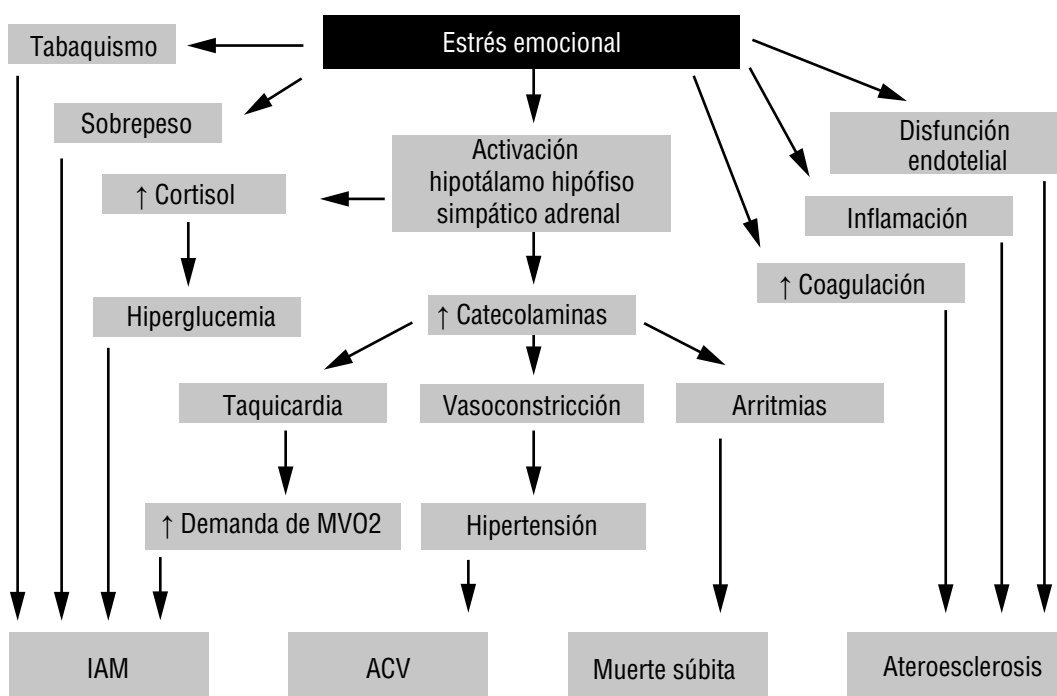 Estrés emocional
Tabaquismo
Sobrepeso
Activación
hipotálamo hipófiso
simpático adrenal
Disfunción
endotelial
↑ Cortisol
Inflamación
↑ Coagulación
Hiperglucemia
↑ Catecolaminas
Taquicardia
Vasoconstricción
Arritmias
↑ Demanda de MVO2
Hipertensión
IAM
ACV
Muerte súbita
Ateroesclerosis